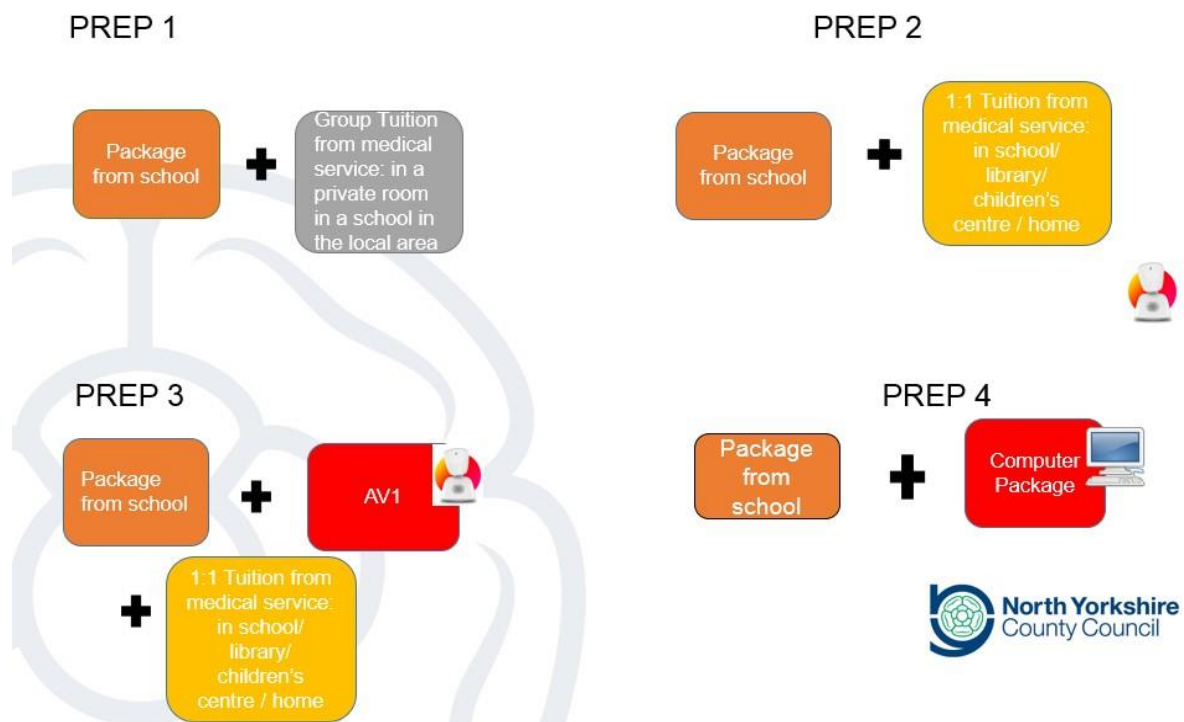 PREP 1
Package
from school
Group Tuition
from medical
service: in a
private room
in a school in
the local area
PREP 2
Package
from school
1:1 Tuition from
medical service:
in school/
library/
children's
centre / home
PREP 3
Package
from school
AV1
1:1 Tuition from
medical service:
in school/
library/
children's
centre / home
PREP 4
Package
from
school
Computer
Package
North Yorkshire
County Council